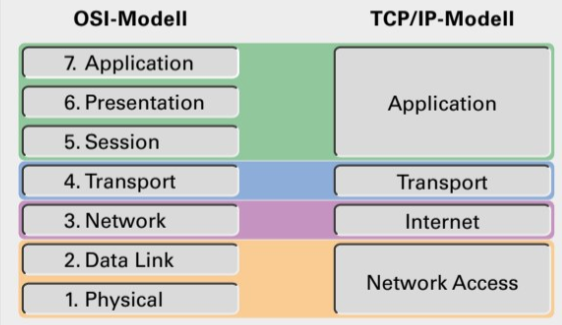 OSI-Modell
TCP/IP-Modell
7. Application
6. Presentation
5. Session
Application
4. Transport
Transport
3. Network
Internet
2. Data Link
1. Physical
Network Access